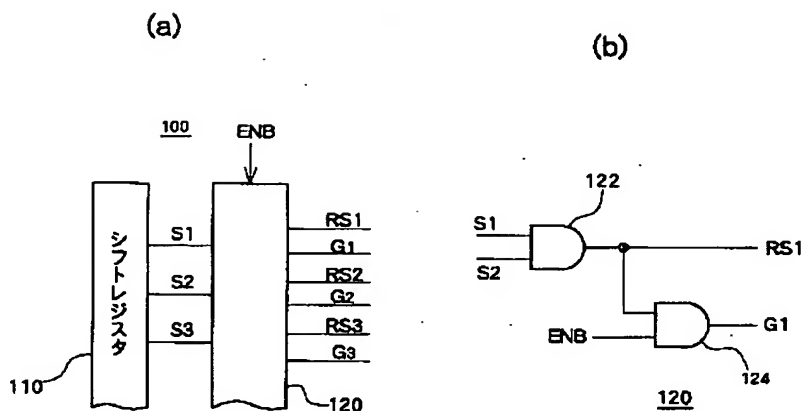 (a)
100
ENB
シフトレジスタ
S1
S2
S3
RS1
G1
RS2
G2
RS3
G3
110
120
(b)
122
S1
S2
RS1
ENB
G1
124
120